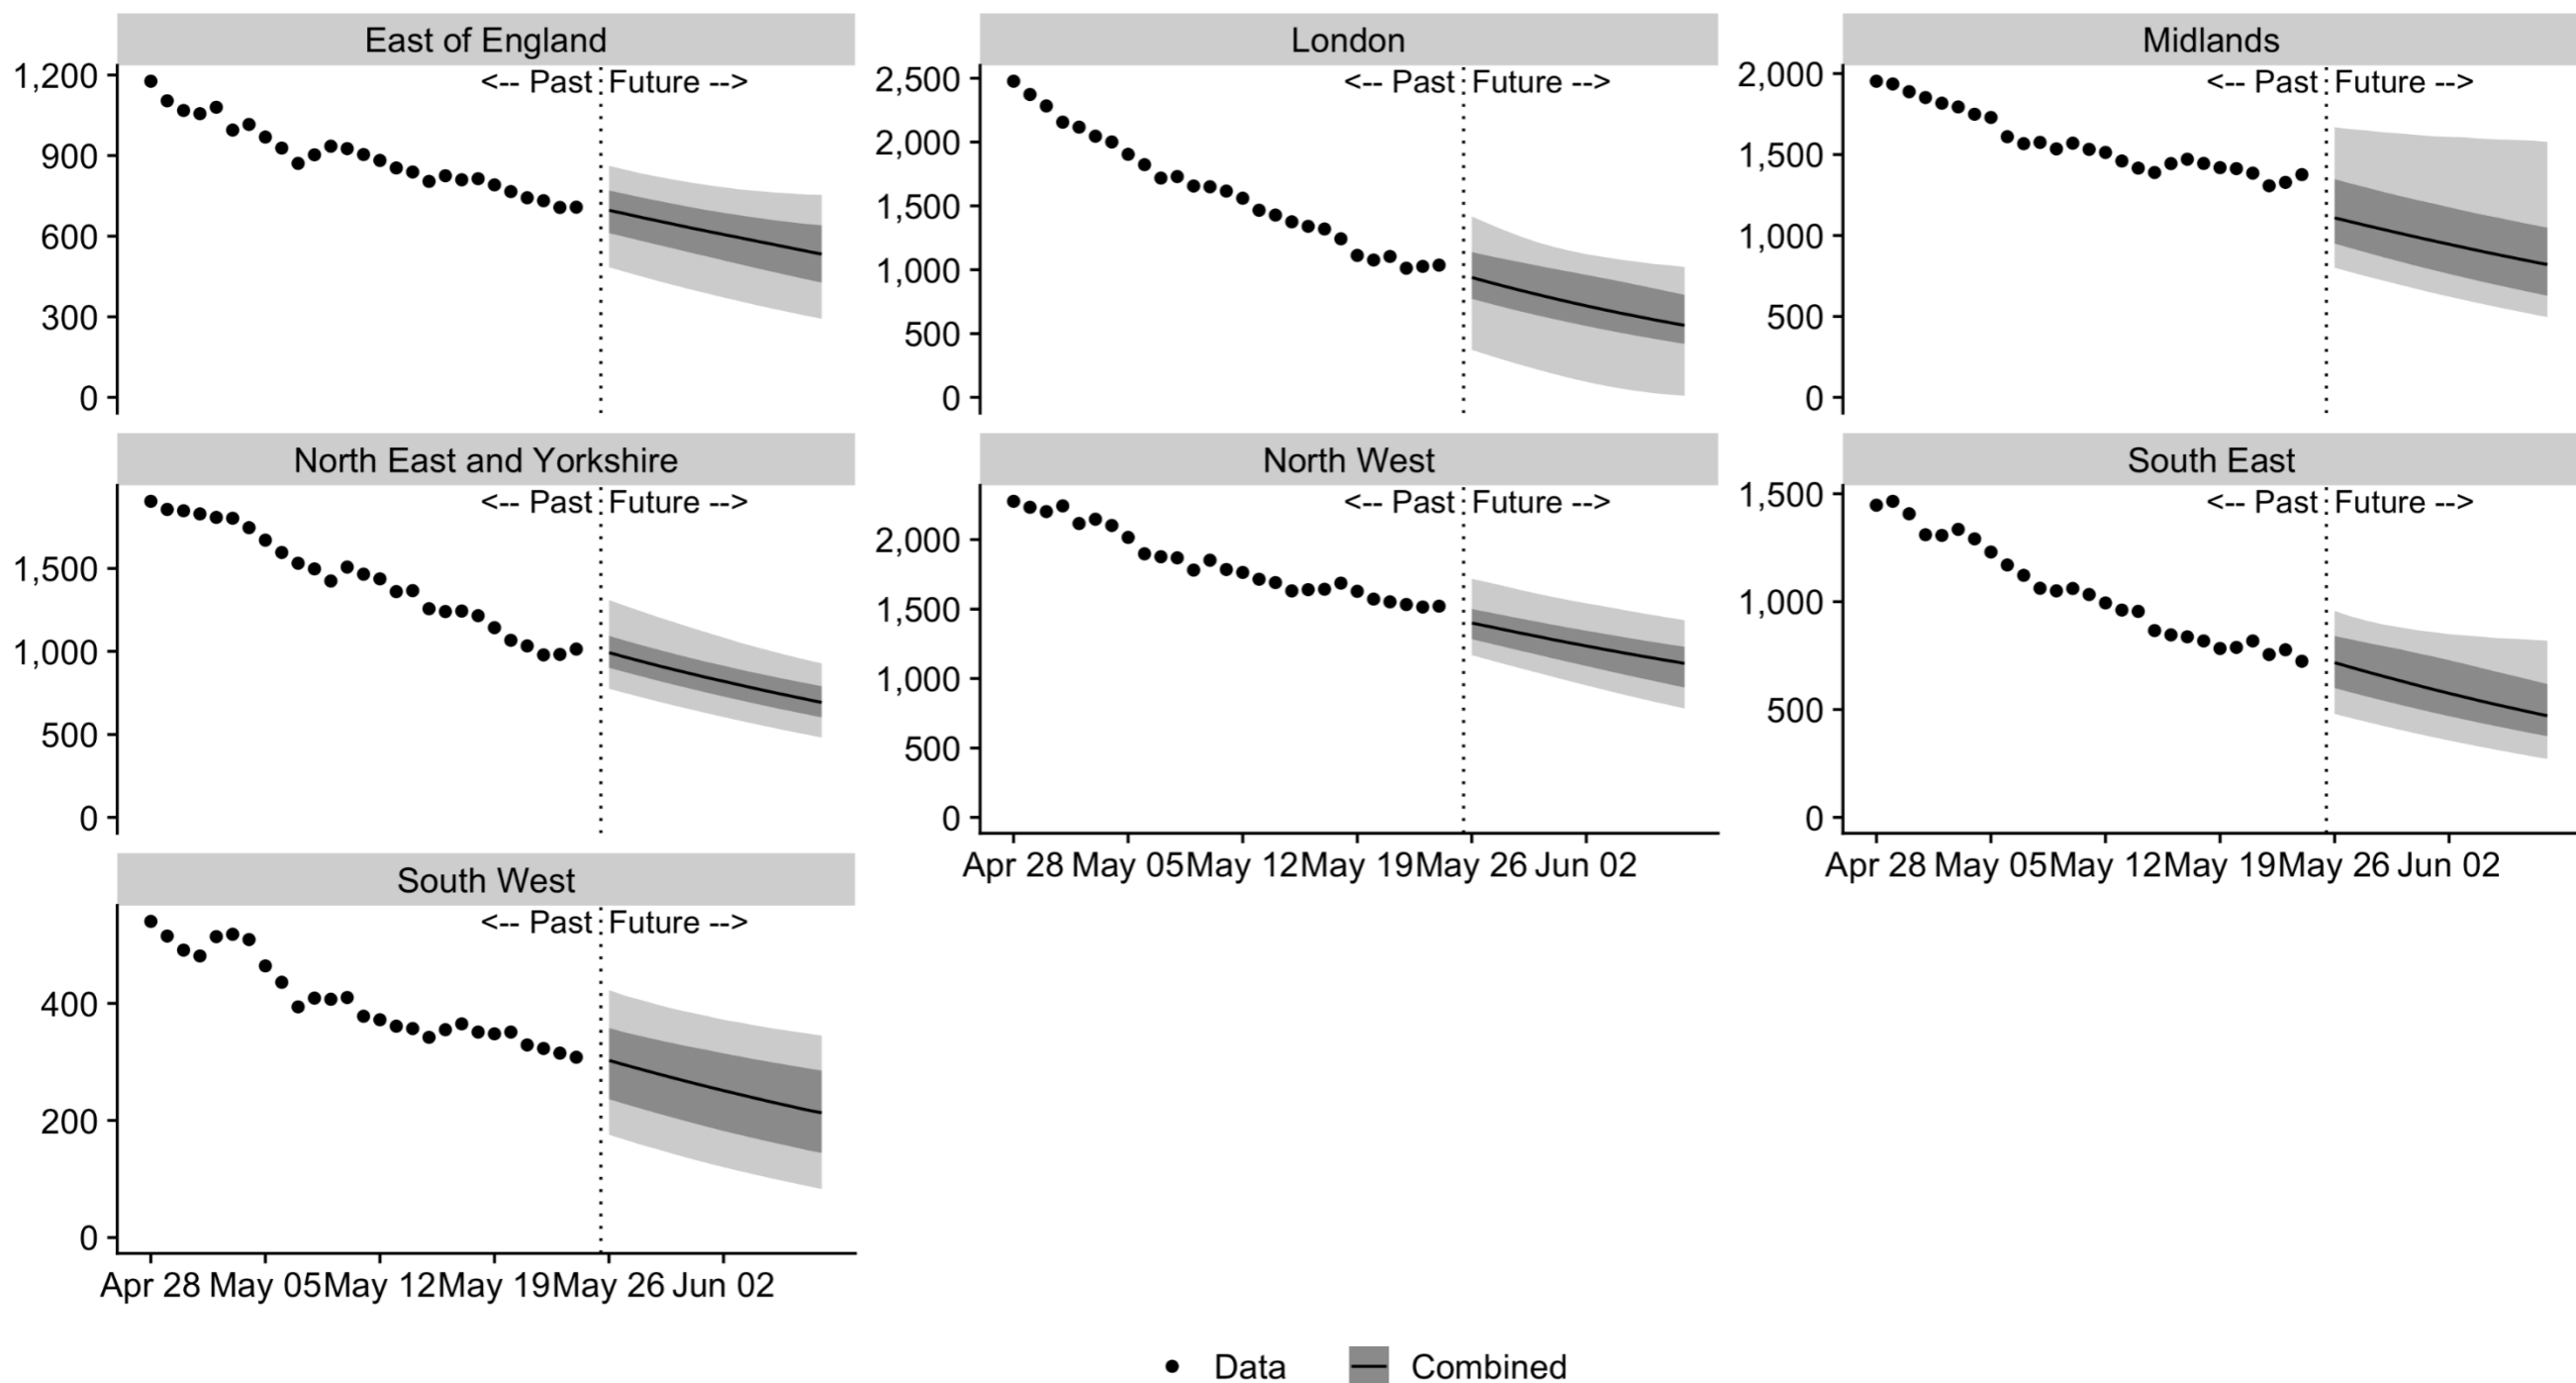 East of England
<-- Past Future -->
1,200
900
600
300
0
London
<-- Past Future -->
2,500
2,000
1,500
1,000
500
0
Midlands
<-- Past Future -->
2,000
1,500
1,000
500
0
North East and Yorkshire
<-- Past Future -->
1,500
1,000
500
0
North West
<-- Past Future -->
2,000
1,500
1,000
500
0
Apr 28 May 05 May 12 May 19 May 26 Jun 02
South East
<-- Past Future -->
1,500
1,000
500
0
Apr 28 May 05 May 12 May 19 May 26 Jun 02
South West
<-- Past Future -->
400
200
0
Apr 28 May 05 May 12 May 19 May 26 Jun 02
Data Combined